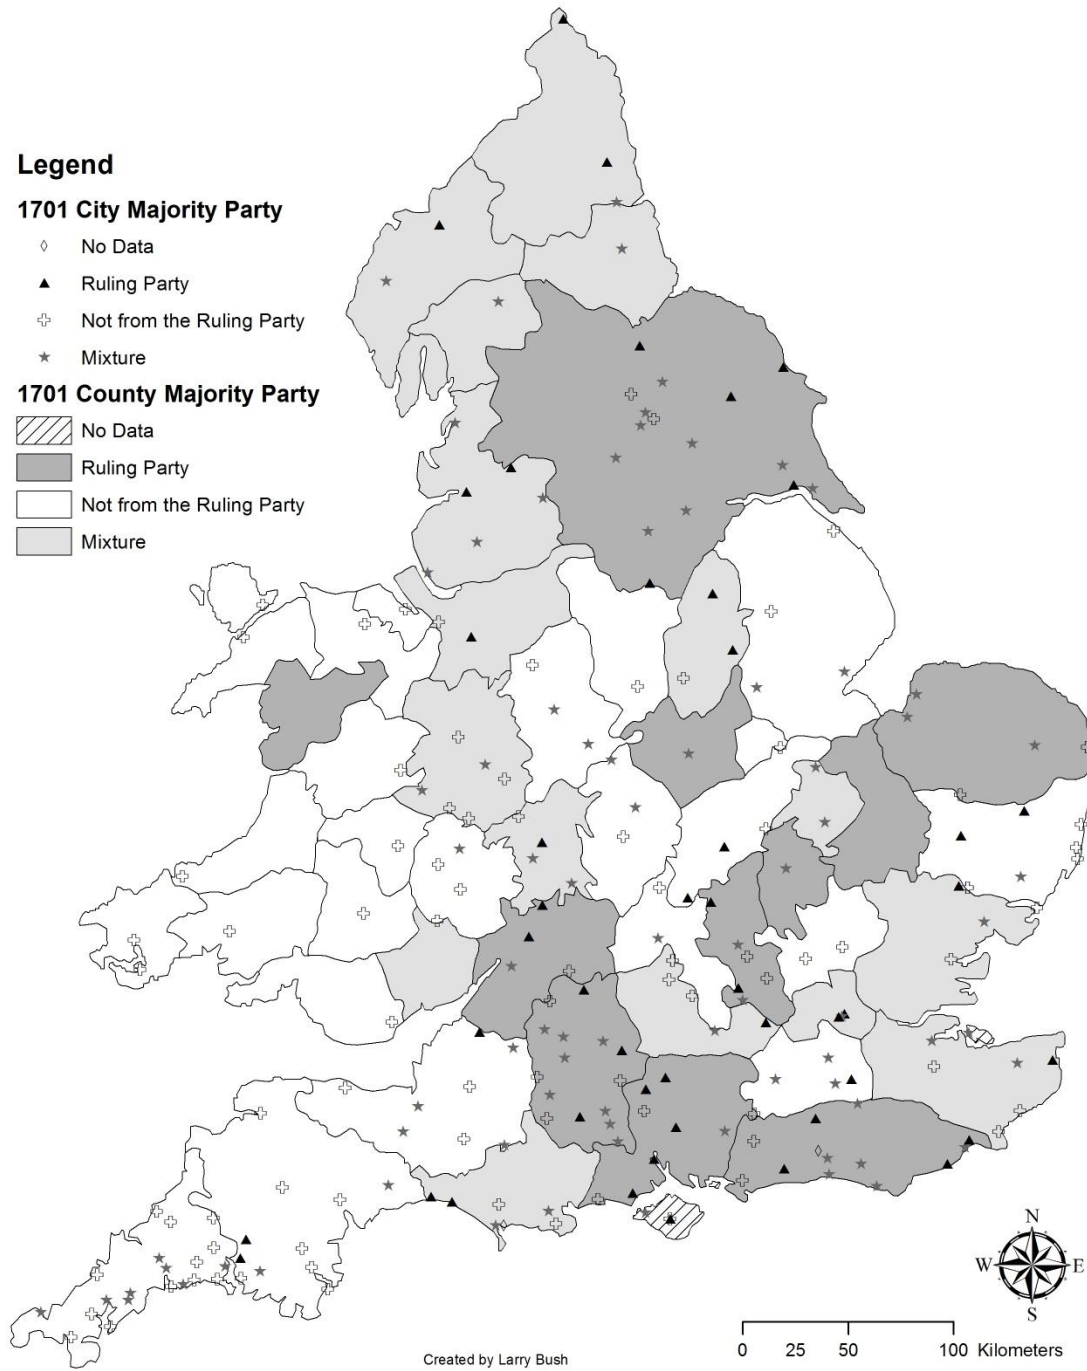 Legend
1701 City Majority Party
No Data
Ruling Party
Not from the Ruling Party
Mixture
1701 County Majority Party
No Data
Ruling Party
Not from the Ruling Party
Mixture
N
W E
S
0 25 50 100 Kilometers
Created by Larry Bush